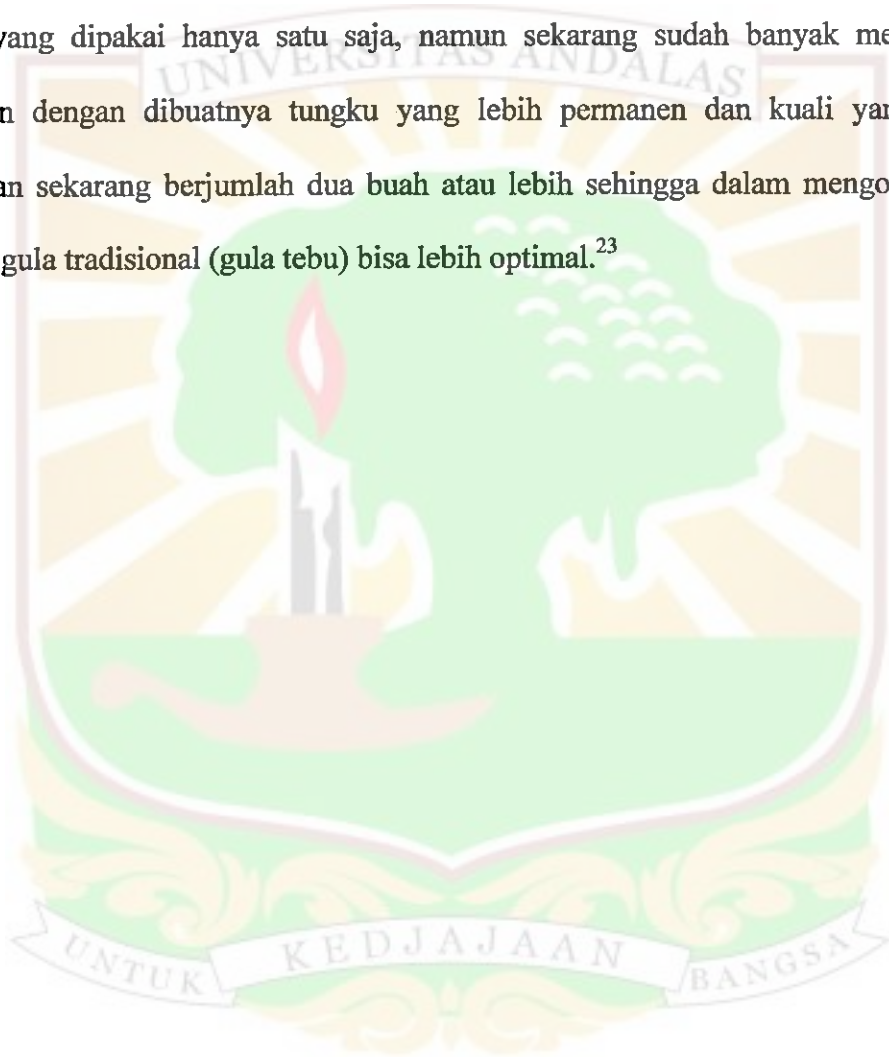 yang dipakai hanya satu saja, namun sekarang sudah banyak me
n dengan dibuatnya tungku yang lebih permanen dan kuali yar
an sekarang berjumlah dua buah atau lebih sehingga dalam mengo
gula tradisional (gula tebu) bisa lebih optimal.23
UNIVERSITAS ANDALAS
UNTUK KEDJAJAAN BANGSA